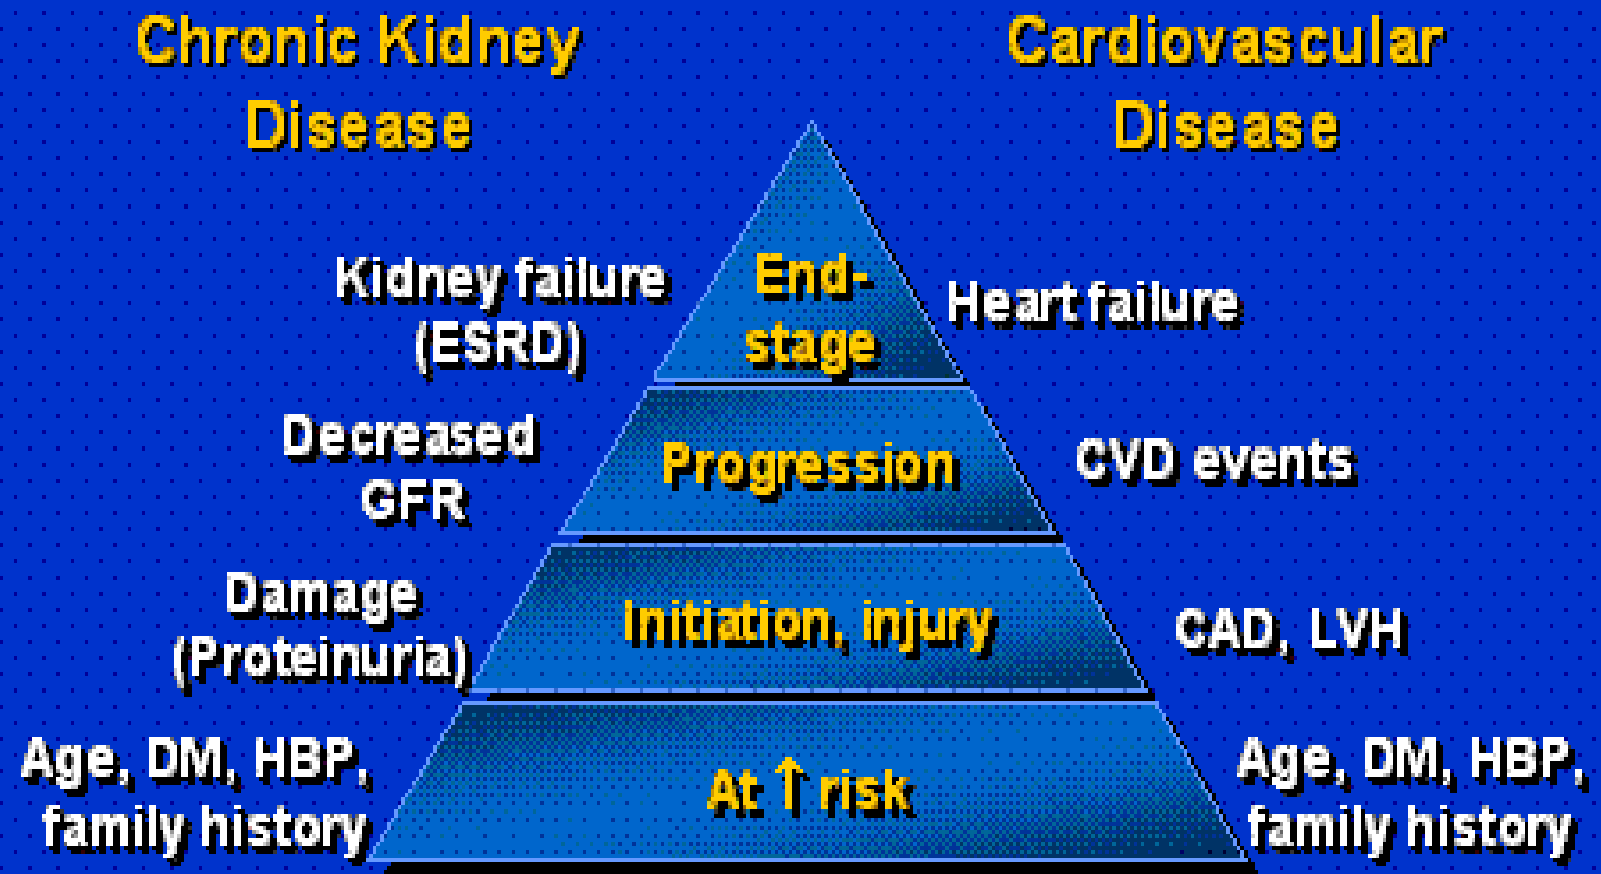 Chronic Kidney
Disease
Cardiovascular
Disease
Kidney failure
(ESRD)
End-
stage
Heart failure
Decreased
GFR
Progression
CVD events
Damage
(Proteinuria)
Initiation, injury
CAD, LVH
Age, DM, HBP,
family history
At ↑ risk
Age, DM, HBP,
family history